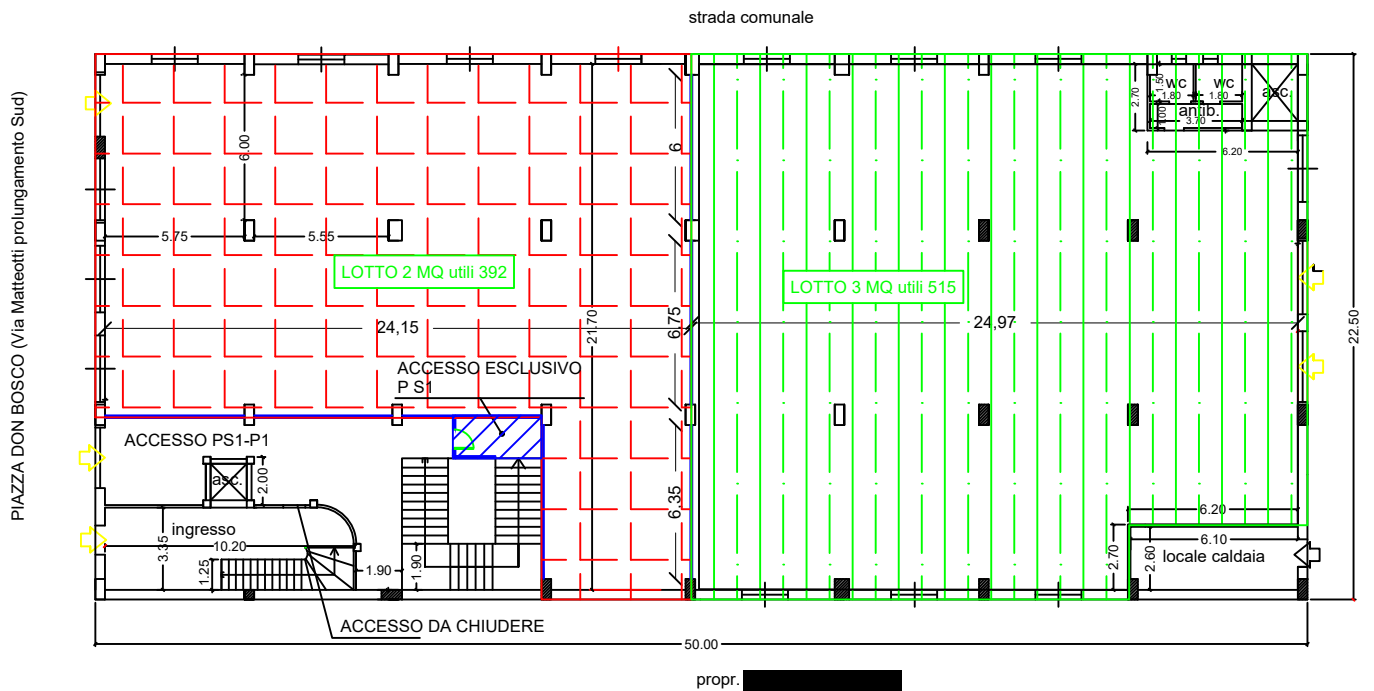 strada comunale
PIAZZA DON BOSCO (Via Matteotti prolungamento Sud)
wc
wc
asc.
1.50
1.80
1.80
2.70
1.00
antib.
3.70
6.20
6.00
6
5.75
5.55
LOTTO 2 MQ utili 392
LOTTO 3 MQ utili 515
24,15
21.70
6.75
24,97
22.50
ACCESSO ESCLUSIVO
P S1
ACCESSO PS1-P1
asc.
2.00
ingresso
3.35
10.20
1.25
1.90
1.90
6.35
6.20
6.10
2.70
2.60
locale caldaia
ACCESSO DA CHIUDERE
50.00
propr.